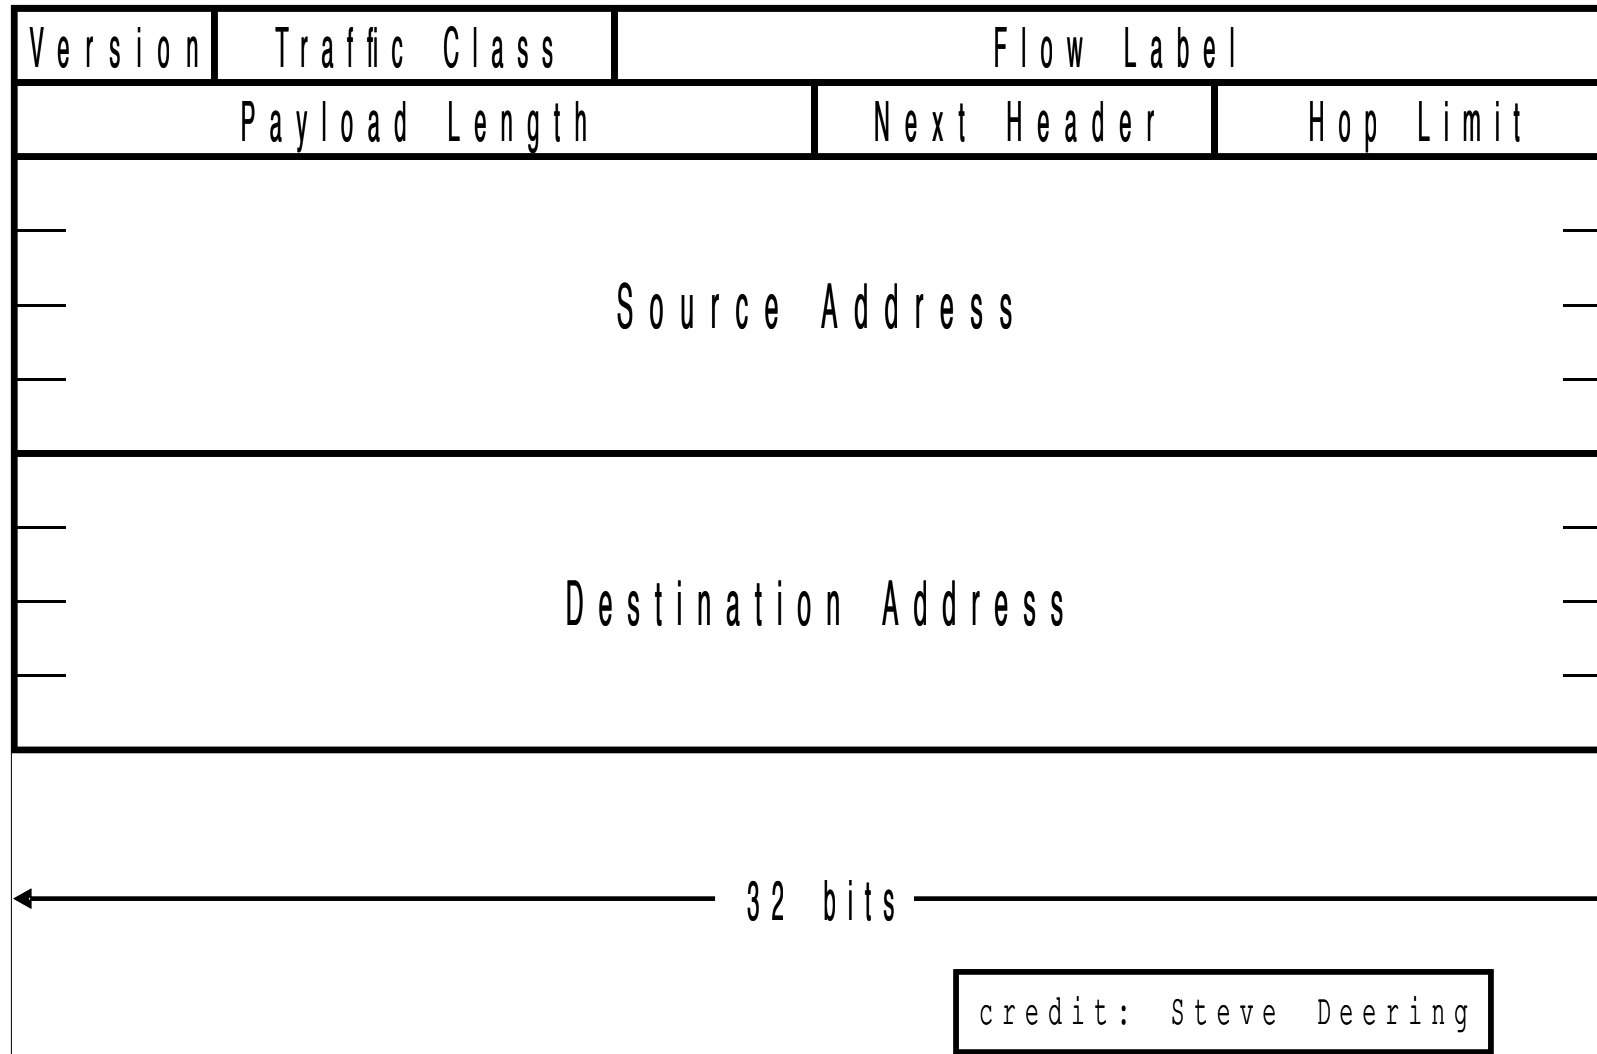 Version Traffic Class Flow Label
Payload Length Next Header Hop Limit
Source Address
Destination Address
32 bits
credit: Steve Deering